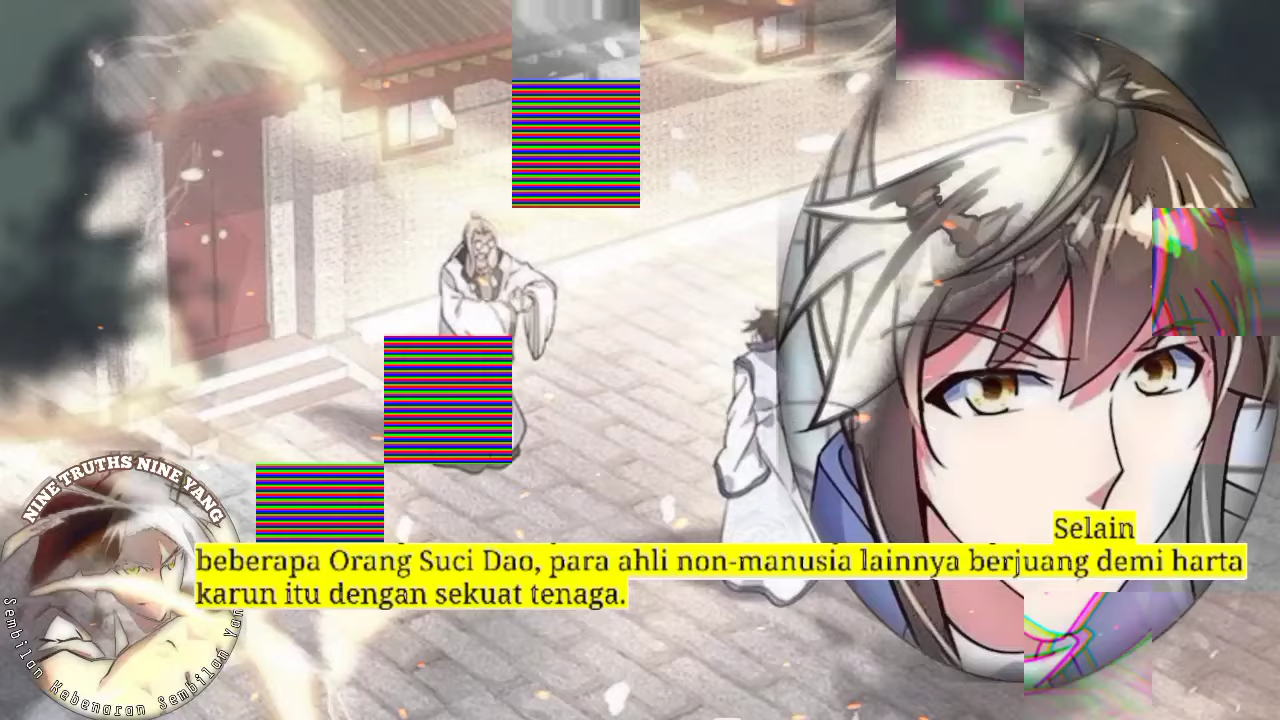 NINE TRUTHS NINE YANG
Selain
beberapa Orang Suci Dao, para ahli non-manusia lainnya berjuang demi harta
karun itu dengan sekuat tenaga.
Sembilan Kebenaran Sembilan Yan